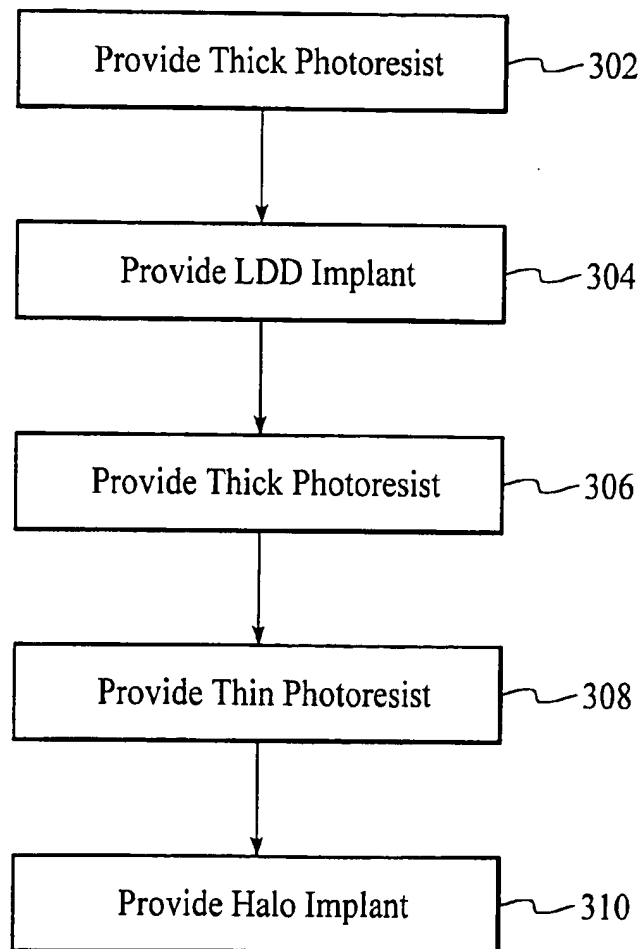 Provide Thick Photoresist
302
Provide LDD Implant
304
Provide Thick Photoresist
306
Provide Thin Photoresist
308
Provide Halo Implant
310